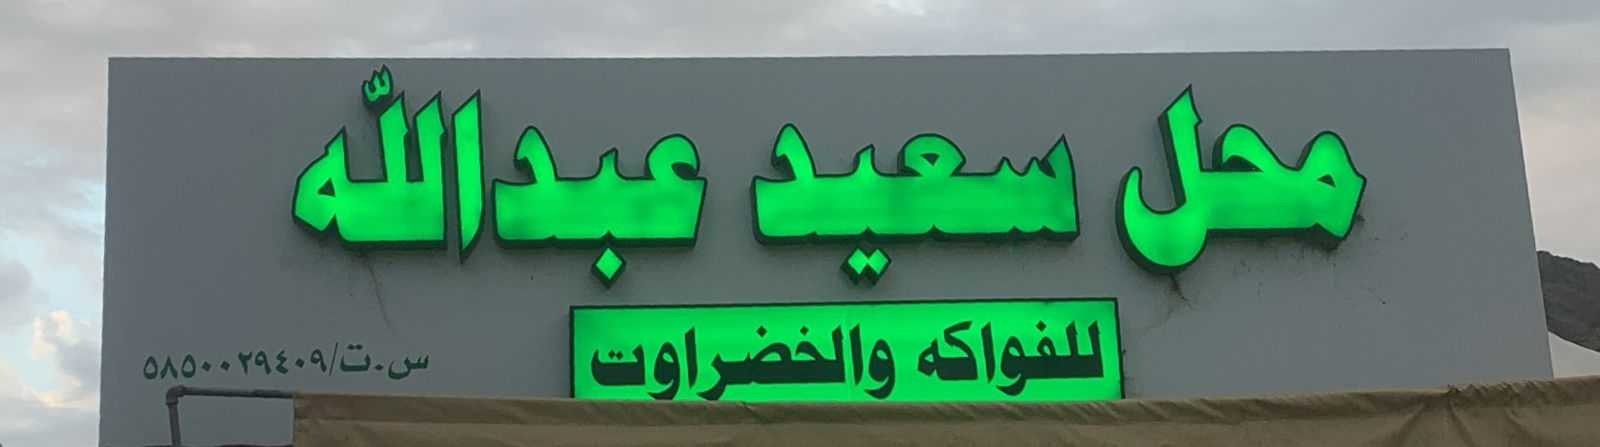 محل سعيد عبدالله
للفواكه والخضراوت
س.ت/٥٨٥٠٠٢٩٤٠٩